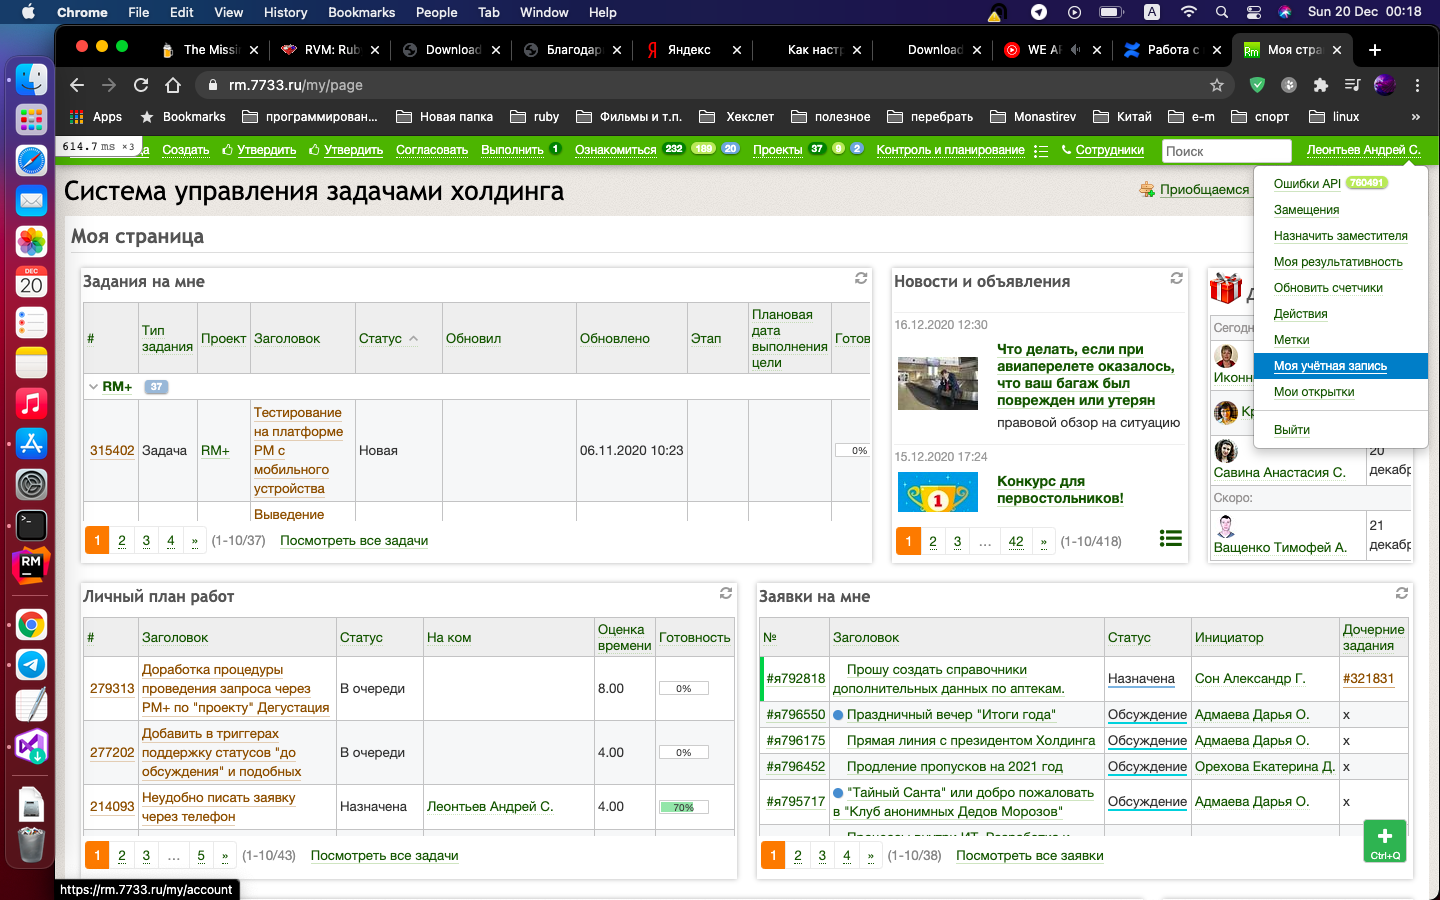 Chrome File Edit View History Bookmarks People Tab Window Help A Sun 20 Dec 00:18
The Missin RVM: Rub Download Благодар Яндекс Как настр Download WE AR Работа с Моя стран
rm.7733.ru/my/page
Apps Bookmarks программирован... Новая папка ruby Фильмы и т.п. Хекслет полезное перебрать Monastirev Китай e-m спорт linux »
614.7 ms ×3 Создать Утвердить Утвердить Согласовать Выполнить 1 Ознакомиться 232 189 20 Проекты 37 9 2 Контроль и планирование Сотрудники Поиск Леонтьев Андрей С.
Система управления задачами холдинга
Приобщаемся
Моя страница
Ошибки API 760491
Замещения
Назначить заместителя
Моя результативность
Обновить счетчики
Действия
Метки
Моя учётная запись
Мои открытки
Выйти
Задания на мне
# Тип задания Проект Заголовок Статус Обновил Обновлено Этап Плановая дата выполнения цели Готов
RM+ 37
315402 Задача RM+ Тестирование на платформе РМ с мобильного устройства Новая 06.11.2020 10:23 0%
Выведение
1 2 3 4 » (1-10/37) Посмотреть все задачи
Новости и объявления
16.12.2020 12:30
Что делать, если при
авиаперелете оказалось,
что ваш багаж был
поврежден или утерян
правовой обзор на ситуацию
15.12.2020 17:24
Конкурс для
первостольников!
1
1 2 3 ... 42 » (1-10/418)
Д
Сегодн
Иконн
Кр
Савина Анастасия С. 20 декабр
Скоро:
Ващенко Тимофей А. 21 декабр
Личный план работ
# Заголовок Статус На ком Оценка времени Готовность
279313 Доработка процедуры проведения запроса через РМ+ по "проекту" Дегустация В очереди 8.00 0%
277202 Добавить в триггерах поддержку статусов "до обсуждения" и подобных В очереди 4.00 0%
214093 Неудобно писать заявку через телефон Назначена Леонтьев Андрей С. 4.00 70%
1 2 3 ... 5 » (1-10/43) Посмотреть все задачи
Заявки на мне
№ Заголовок Статус Инициатор Дочерние задания
#я792818 Прошу создать справочники дополнительных данных по аптекам. Назначена Сон Александр Г. #321831
#я796550 Праздничный вечер "Итоги года" Обсуждение Адмаева Дарья О. x
#я796175 Прямая линия с президентом Холдинга Обсуждение Адмаева Дарья О. x
#я796452 Продление пропусков на 2021 год Обсуждение Орехова Екатерина Д. x
#я795717 "Тайный Санта" или добро пожаловать в "Клуб анонимных Дедов Морозов" Обсуждение Адмаева Дарья О. x
1 2 3 4 » (1-10/38) Посмотреть все заявки
+
Ctrl+Q
https://rm.7733.ru/my/account
DEC
20
RM